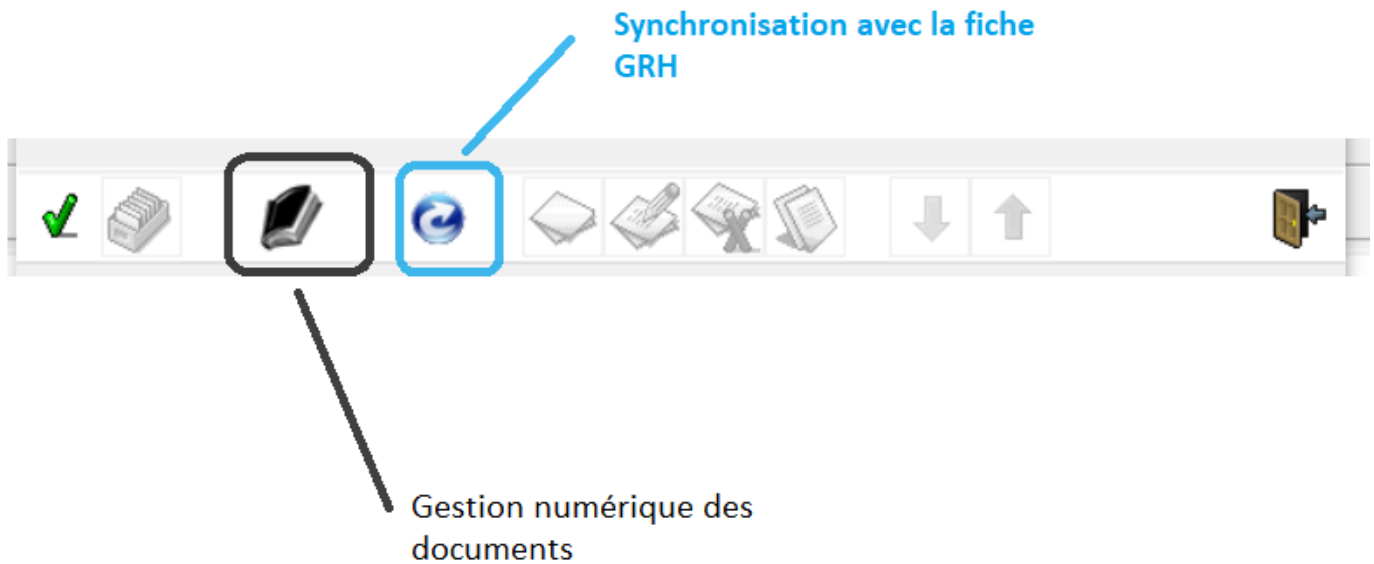 Synchronisation avec la fiche
GRH
Gestion numérique des
documents